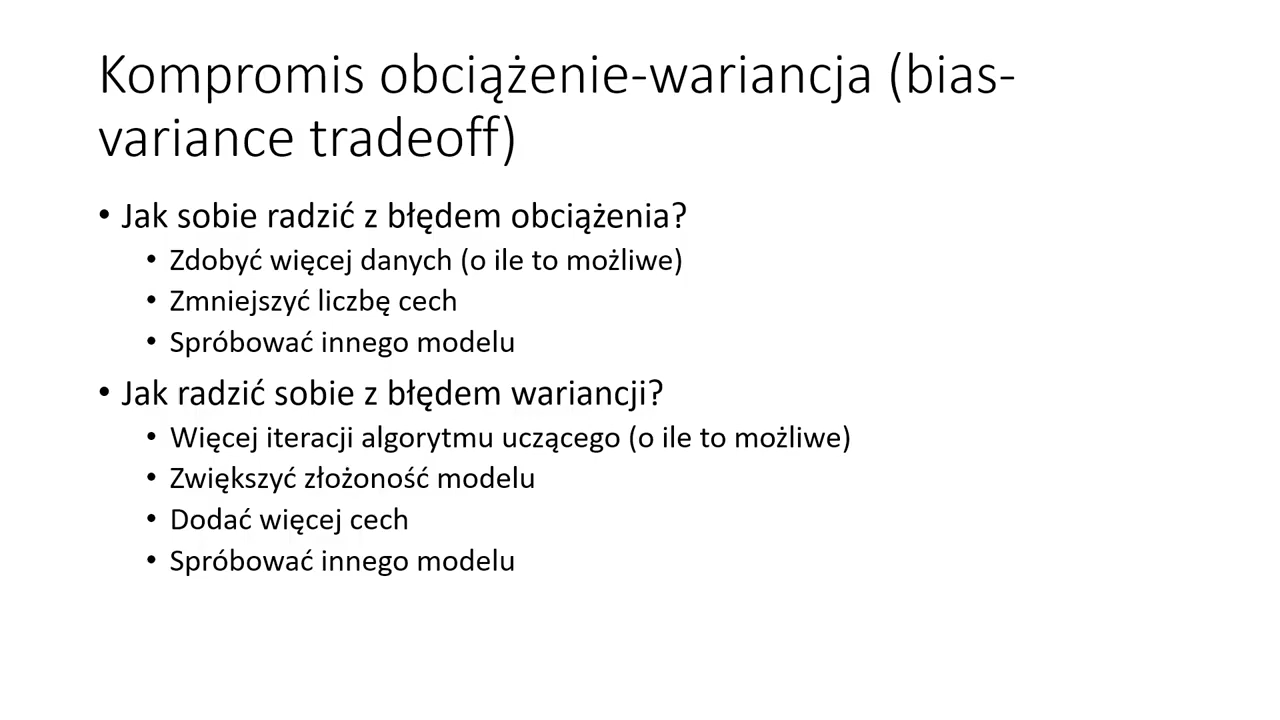 Kompromis obciążenie-wariancja (bias-
variance tradeoff)
• Jak sobie radzić z błędem obciążenia?
• Zdobyć więcej danych (o ile to możliwe)
• Zmniejszyć liczbę cech
• Spróbować innego modelu
• Jak radzić sobie z błędem wariancji?
• Więcej iteracji algorytmu uczącego (o ile to możliwe)
• Zwiększyć złożoność modelu
• Dodać więcej cech
• Spróbować innego modelu